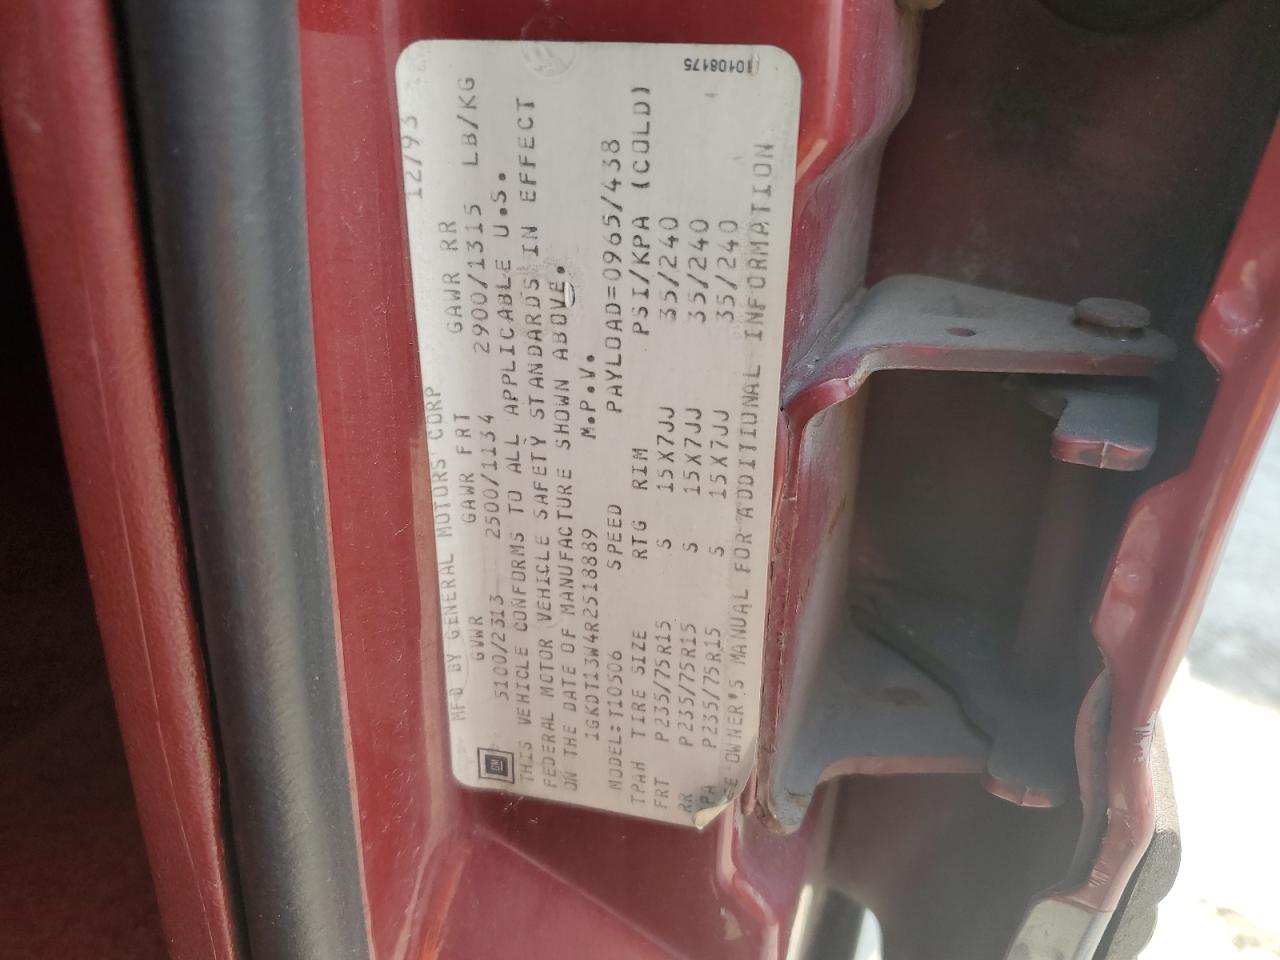 MFD BY GENERAL MOTORS CORP 12/93
GVWR GAWR FRT GAWR RR
5100/2313 2500/1134 2900/1315 LB/KG
THIS VEHICLE CONFORMS TO ALL APPLICABLE U.S.
FEDERAL MOTOR VEHICLE SAFETY STANDARDS IN EFFECT
ON THE DATE OF MANUFACTURE SHOWN ABOVE.
1GKDT13W4R2518889 M.P.V.
MODEL:T10506 SPEED PAYLOAD=0965/438
TPAH TIRE SIZE RTG RIM PSI/KPA (COLD)
FRT P235/75R15 S 15X7JJ 35/240
RR P235/75R15 S 15X7JJ 35/240
SPA P235/75R15 S 15X7JJ 35/240
SEE OWNER'S MANUAL FOR ADDITIONAL INFORMATION
10108175
GM